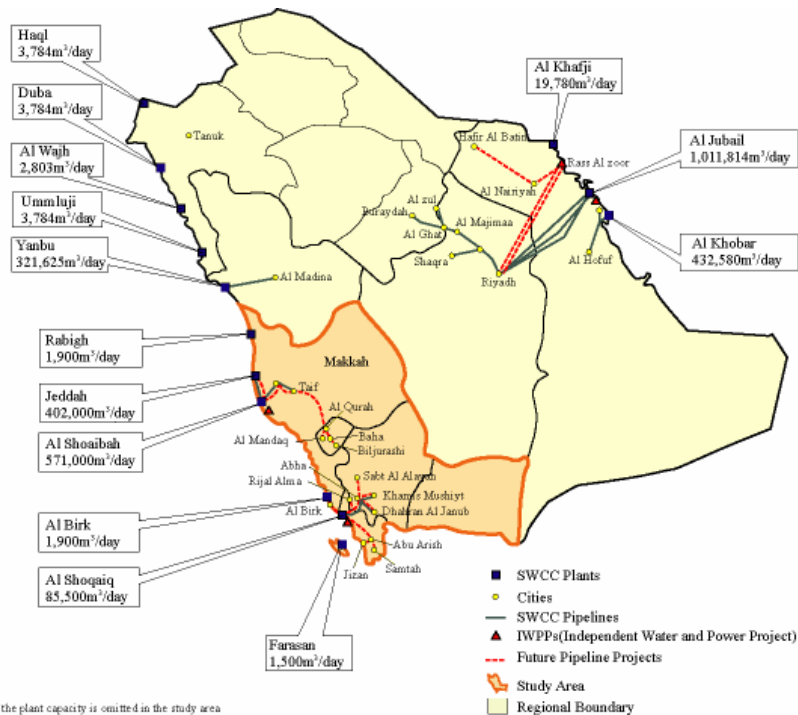 Haql
3,784m³/day
Duba
3,784m³/day
Al Wajh
2,803m³/day
Ummluji
3,784m³/day
Yanbu
321,625m³/day
Rabigh
1,900m³/day
Jeddah
402,000m³/day
Al Shoaibah
571,000m³/day
Al Birk
1,900m³/day
Al Shoqaiq
85,500m³/day
Farasan
1,500m³/day
Al Khafji
19,780m³/day
Al Jubail
1,011,814m³/day
Al Khobar
432,580m³/day
Tanuk
Hafir Al Batin
Rass Al zoor
Al Nairiyah
Al zul
Buraydah
Al Majimaa
Al Ghat
Shaqra
Riyadh
Al Hofuf
Al Madina
Makkah
Taif
Al Qurah
Al Mandaq
Baha
Biljurashi
Abha
Sabt Al Alayah
Rijal Alma
Khamis Mushiyt
Al Birk
Dhahran Al Janub
Abu Arish
Jizan
Samtah
SWCC Plants
Cities
SWCC Pipelines
IWPPs(Independent Water and Power Project)
Future Pipeline Projects
Study Area
Regional Boundary
the plant capacity is omitted in the study area